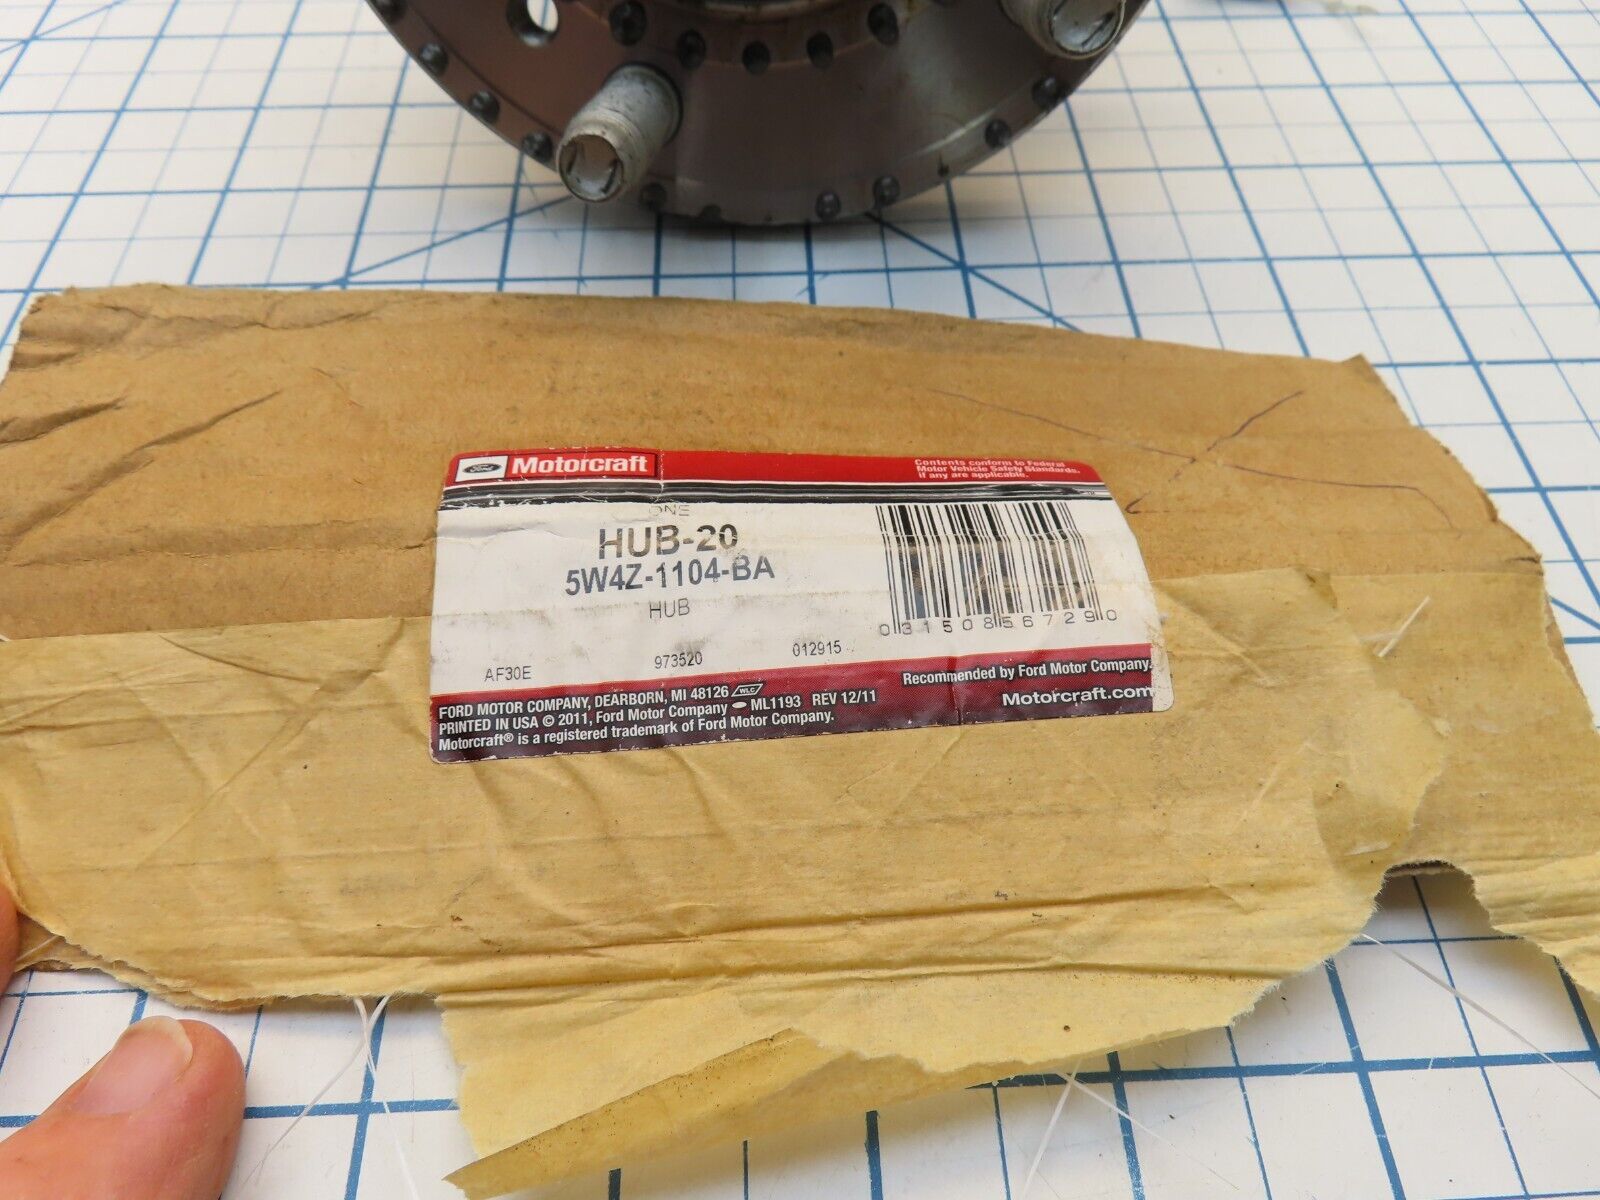 Ford Motorcraft
Contents conform to Federal
Motor Vehicle Safety Standards.
if any are applicable.
ONE
HUB-20
5W4Z-1104-BA
HUB
0 31508 56729 0
AF30E 973520 012915
Recommended by Ford Motor Company.
Motorcraft.com
FORD MOTOR COMPANY, DEARBORN, MI 48126 WLC
PRINTED IN USA © 2011, Ford Motor Company ML1193 REV 12/11
Motorcraft® is a registered trademark of Ford Motor Company.